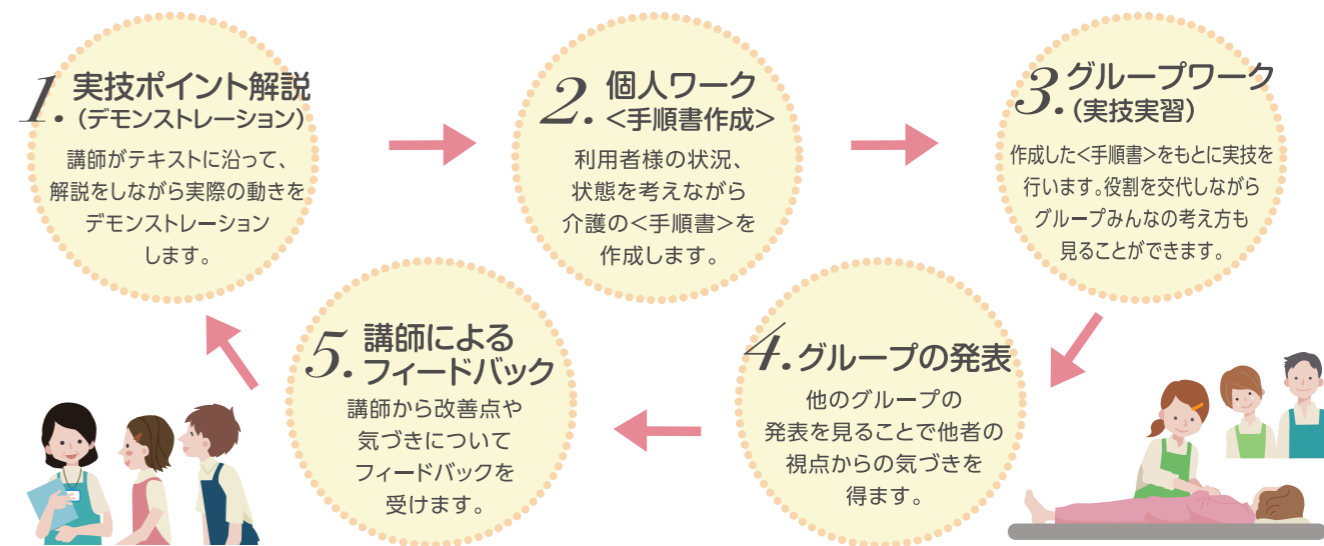 1. 実技ポイント解説
(デモンストレーション)
講師がテキストに沿って、
解説をしながら実際の動きを
デモンストレーション
します。
2. 個人ワーク
<手順書作成>
利用者様の状況、
状態を考えながら
介護の<手順書>を
作成します。
3. グループワーク
(実技実習)
作成した<手順書>をもとに実技を
行います。役割を交代しながら
グループみんなの考え方も
見ることができます。
4. グループの発表
他のグループの
発表を見ることで他者の
視点からの気づきを
得ます。
5. 講師による
フィードバック
講師から改善点や
気づきについて
フィードバックを
受けます。